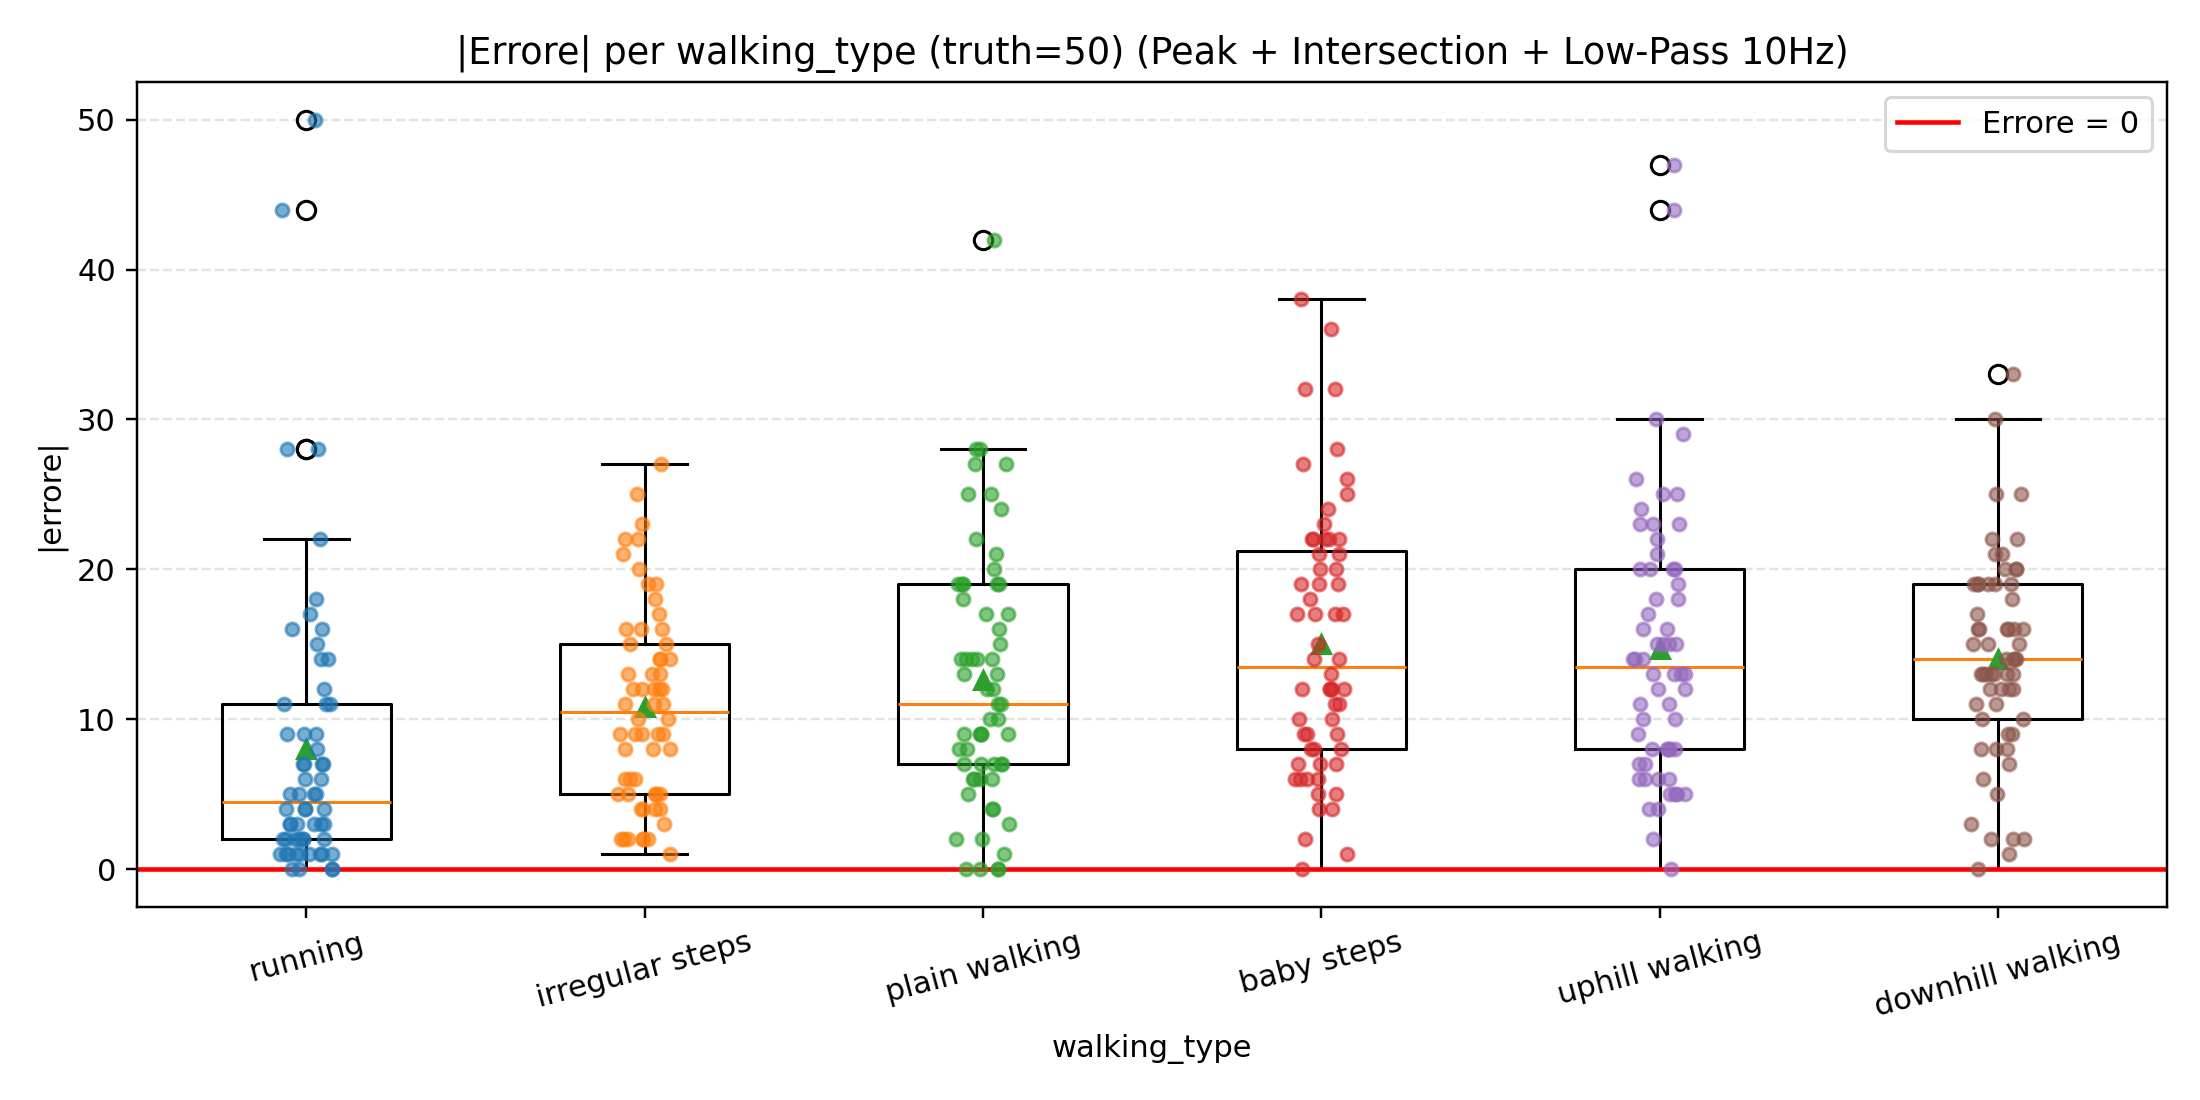 |Errore| per walking_type (truth=50) (Peak + Intersection + Low-Pass 10Hz)
Errore = 0
50
40
30
20
10
0
|errore|
running
irregular steps
plain walking
baby steps
uphill walking
downhill walking
walking_type